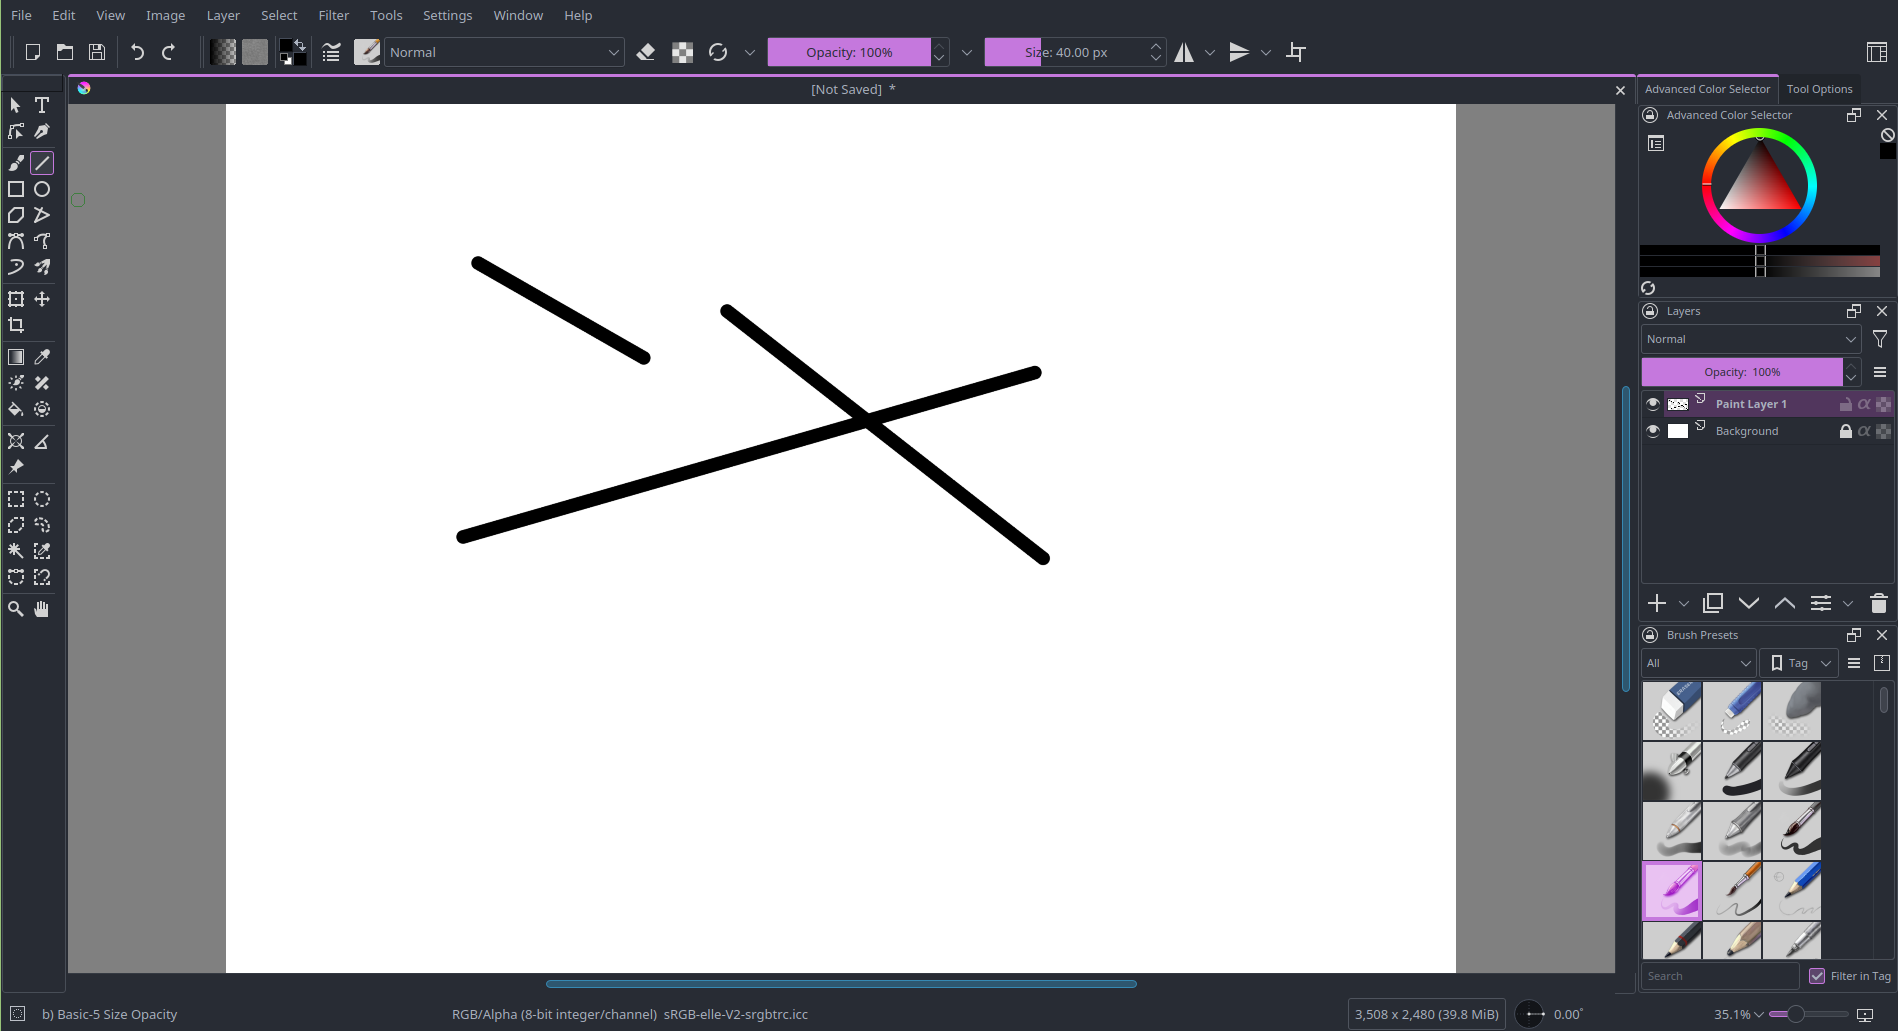 File Edit View Image Layer Select Filter Tools Settings Window Help
Normal Opacity: 100% Size: 40.00 px
[Not Saved] *
Advanced Color Selector Tool Options
Advanced Color Selector
Layers
Normal
Opacity: 100%
Paint Layer 1
Background
Brush Presets
All Tag
Search Filter in Tag
b) Basic-5 Size Opacity RGB/Alpha (8-bit integer/channel) sRGB-elle-V2-srgbtrc.icc 3,508 x 2,480 (39.8 MiB) 0.00° 35.1%